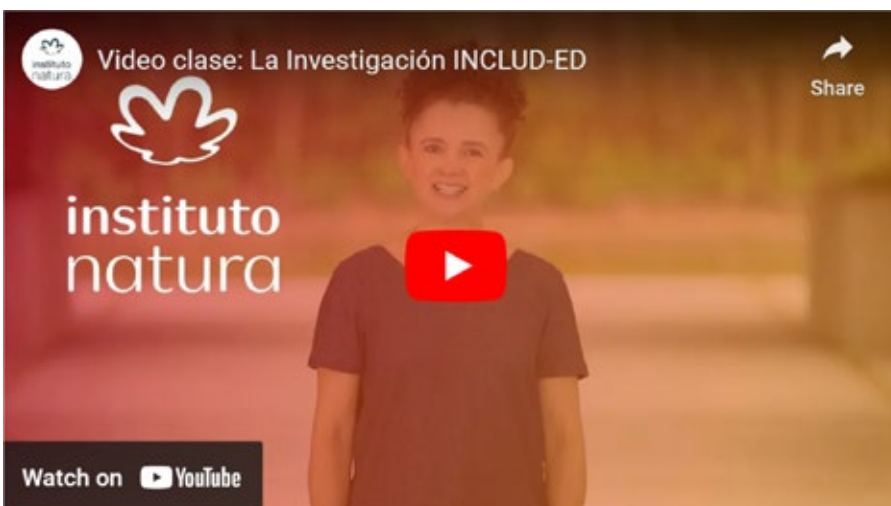 instituto
natura
Video clase: La Investigación INCLUD-ED
Share
instituto
natura
Watch on YouTube